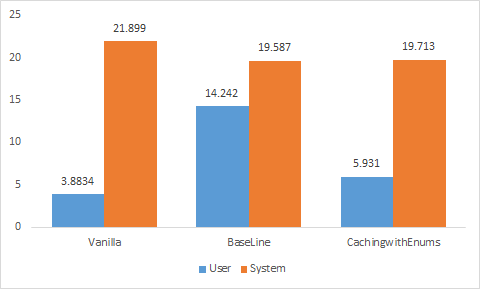 25
21.899
19.587
19.713
20
14.242
15
10
5.931
3.8834
5
0
Vanilla
BaseLine
CachingwithEnums
User
System